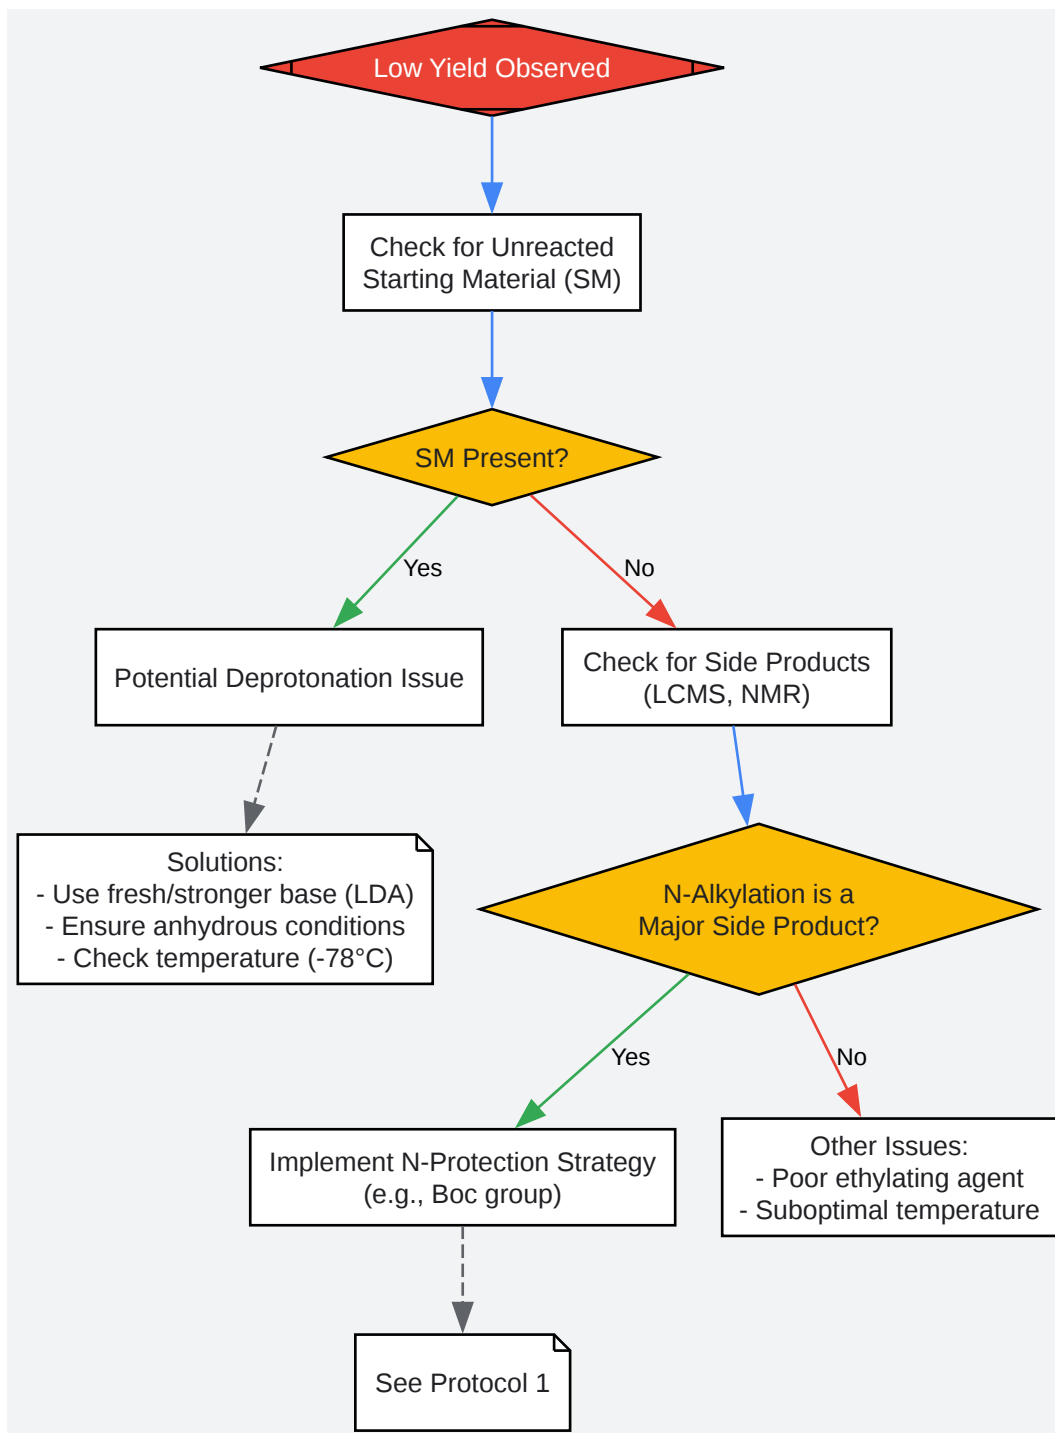 Low Yield Observed
Check for Unreacted
Starting Material (SM)
SM Present?
Yes
No
Potential Deprotonation Issue
Check for Side Products
(LCMS, NMR)
Solutions:
- Use fresh/stronger base (LDA)
- Ensure anhydrous conditions
- Check temperature (-78°C)
N-Alkylation is a
Major Side Product?
Yes
No
Implement N-Protection Strategy
(e.g., Boc group)
Other Issues:
- Poor ethylating agent
- Suboptimal temperature
See Protocol 1